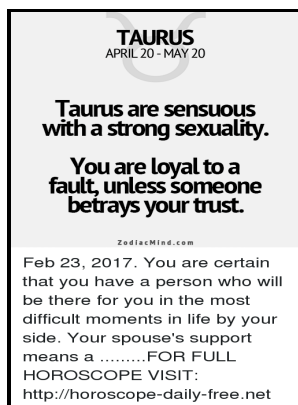 TAURUS
APRIL 20 - MAY 20
Taurus are sensuous
with a strong sexuality.
You are loyal to a
fault, unless someone
betrays your trust.
ZodiacMind.com
Feb 23, 2017. You are certain
that you have a person who will
be there for you in the most
difficult moments in life by your
side. Your spouse's support
means a .........FOR FULL
HOROSCOPE VISIT:
http://horoscope-daily-free.net